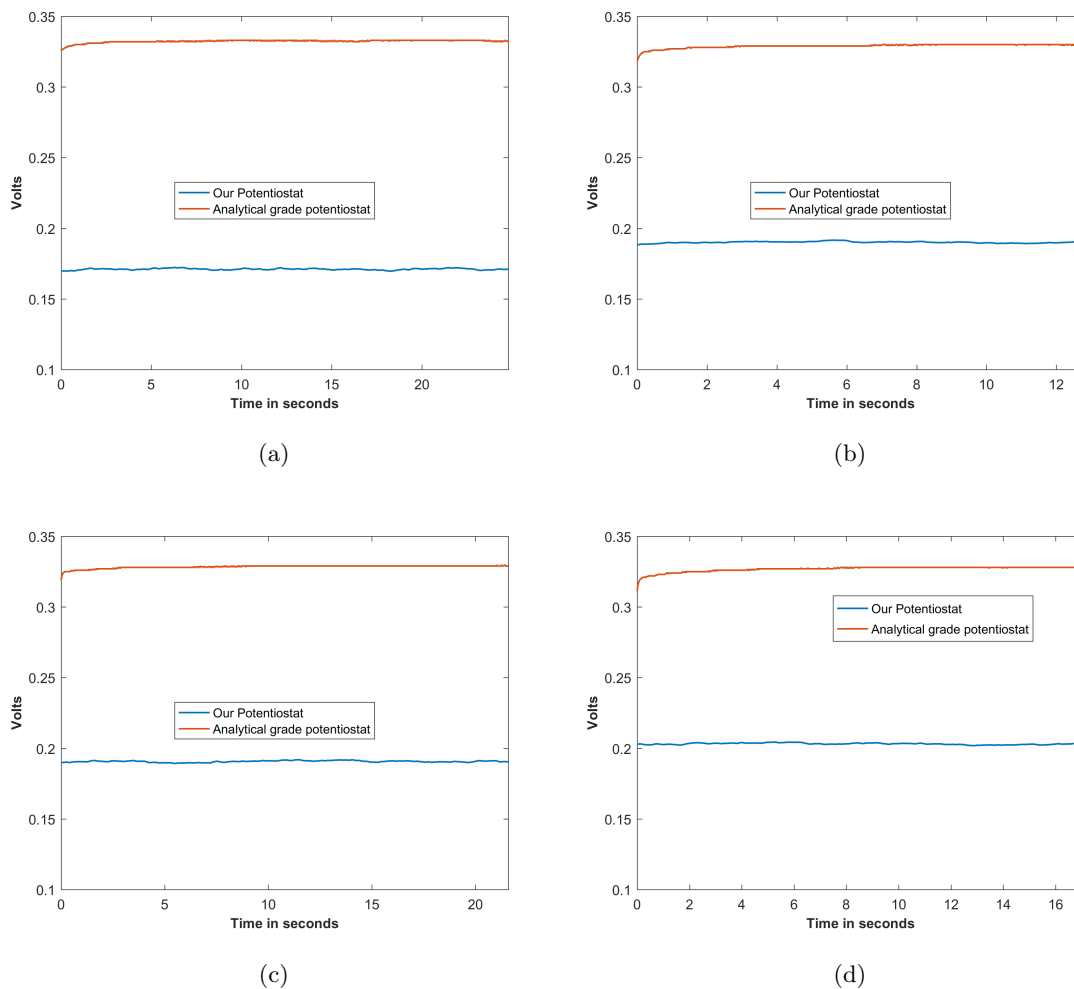 0.35
0.3
0.25
0.2
0.15
0.1
Volts
Our Potentiostat
Analytical grade potentiostat
0 5 10 15 20
Time in seconds
(a)
0.35
0.3
0.25
0.2
0.15
0.1
Volts
Our Potentiostat
Analytical grade potentiostat
0 2 4 6 8 10 12
Time in seconds
(b)
0.35
0.3
0.25
0.2
0.15
0.1
Volts
Our Potentiostat
Analytical grade potentiostat
0 5 10 15 20
Time in seconds
(c)
0.35
0.3
0.25
0.2
0.15
0.1
Volts
Our Potentiostat
Analytical grade potentiostat
0 2 4 6 8 10 12 14 16
Time in seconds
(d)